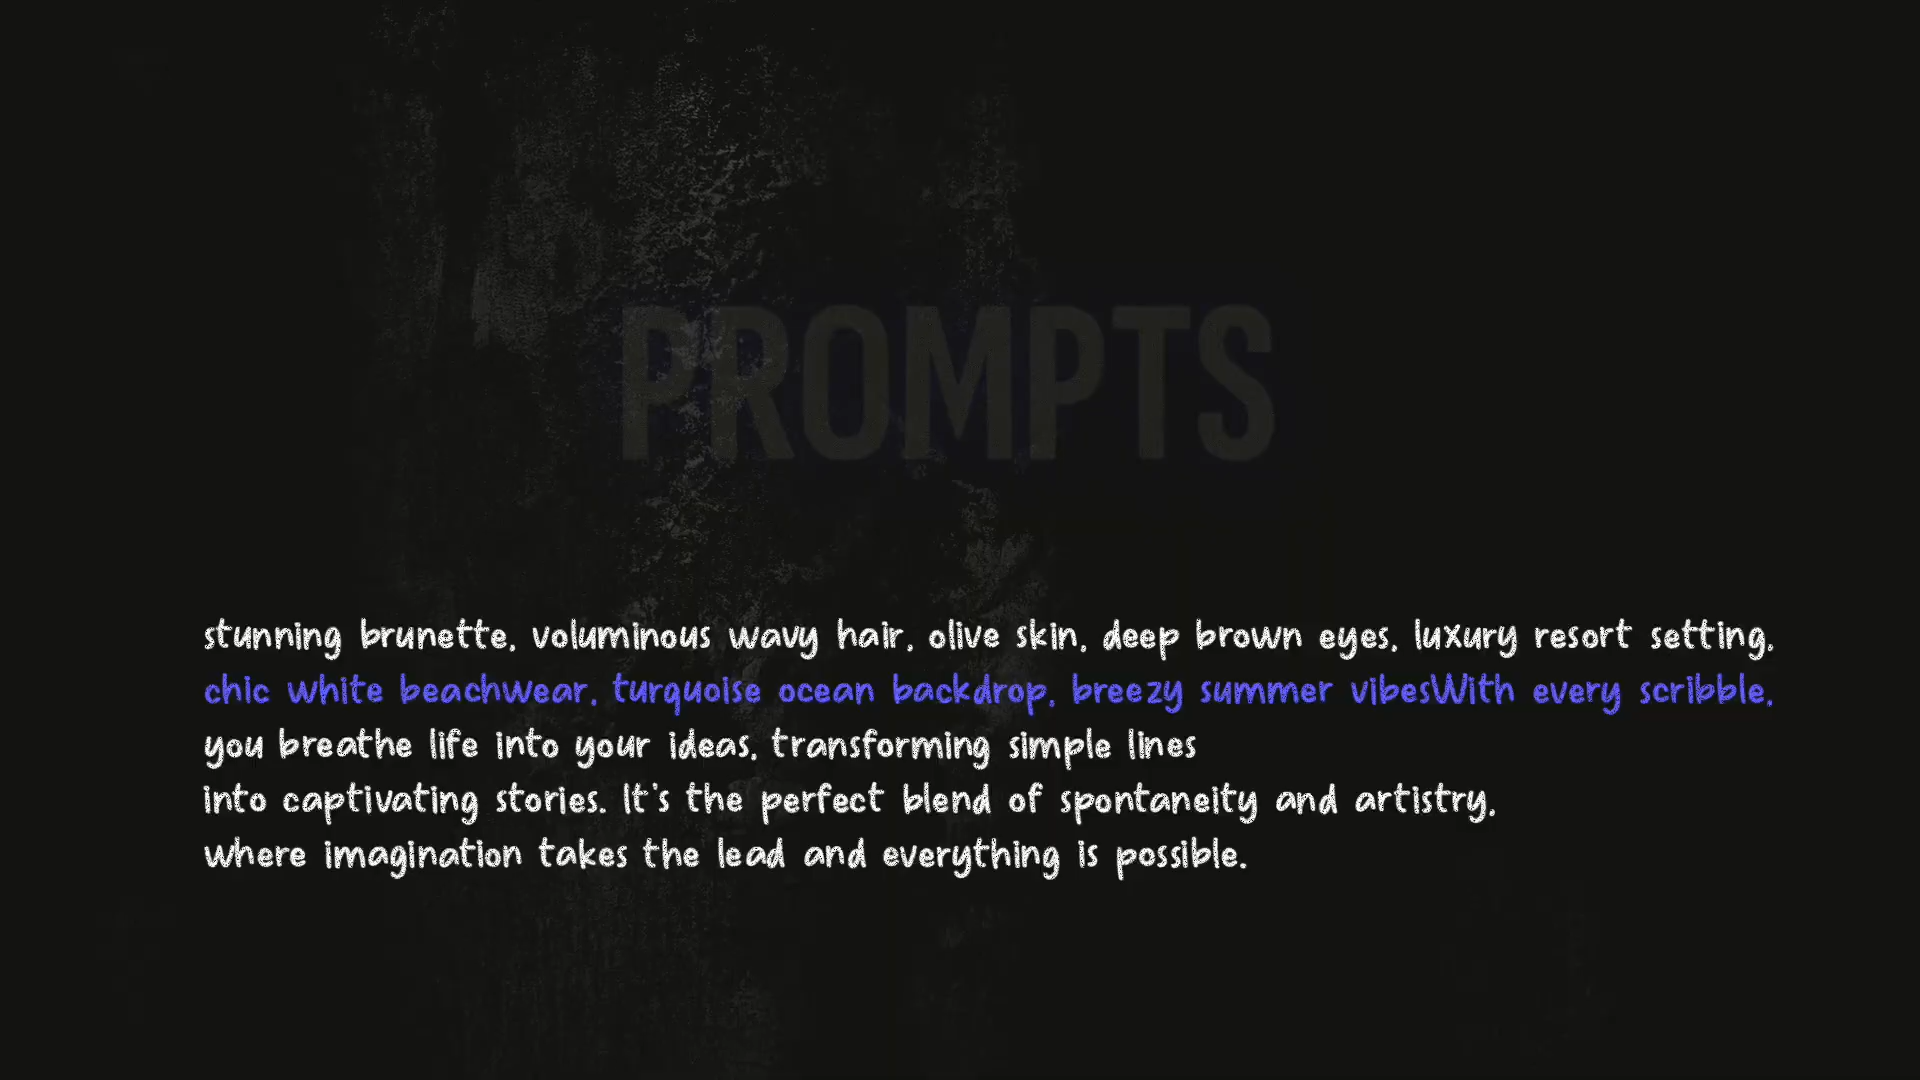 PROMPTS
stunning brunette, voluminous wavy hair, olive skin, deep brown eyes, luxury resort setting,
chic white beachwear, turquoise ocean backdrop, breezy summer vibesWith every scribble,
you breathe life into your ideas, transforming simple lines
into captivating stories. It's the perfect blend of spontaneity and artistry,
where imagination takes the lead and everything is possible.